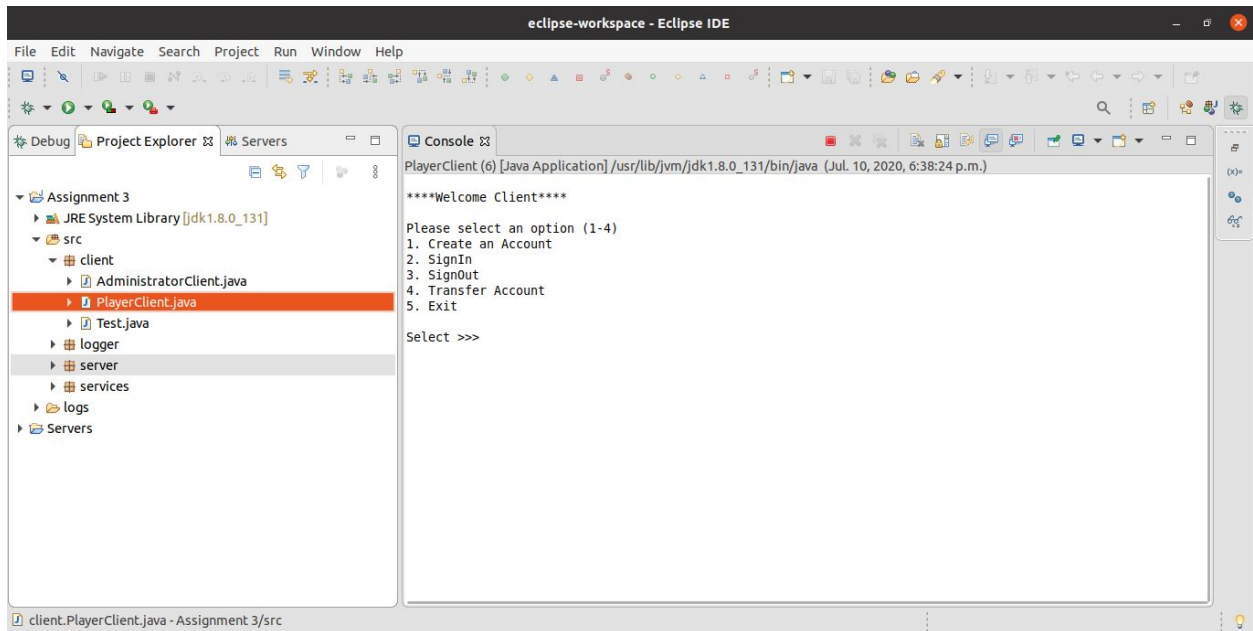 eclipse-workspace - Eclipse IDE
File Edit Navigate Search Project Run Window Help
Debug Project Explorer Servers
Assignment 3
JRE System Library [jdk1.8.0_131]
src
client
AdministratorClient.java
PlayerClient.java
Test.java
logger
server
services
logs
Servers
Console
PlayerClient (6) [Java Application] /usr/lib/jvm/jdk1.8.0_131/bin/java (Jul. 10, 2020, 6:38:24 p.m.)
****Welcome Client****
Please select an option (1-4)
1. Create an Account
2. SignIn
3. SignOut
4. Transfer Account
5. Exit
Select >>>
(x)=
client.PlayerClient.java - Assignment 3/src